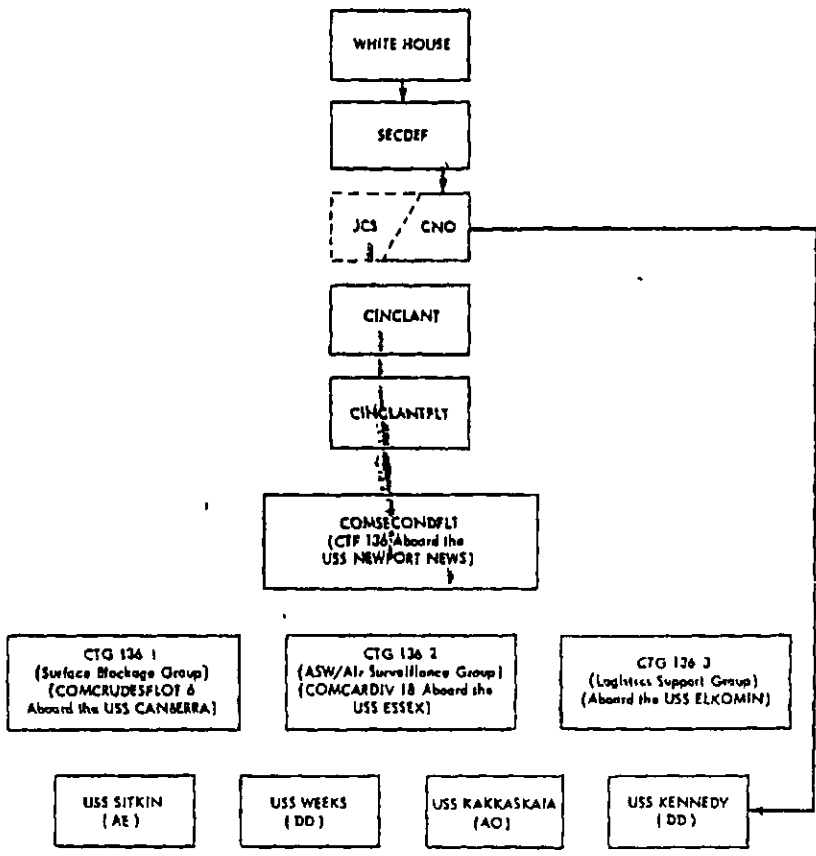 WHITE HOUSE
SECDEF
JCS
CNO
CINCLANT
CINCLANTFLT
COMSECONDFLT
(CTF 136 Aboard the
USS NEWPORT NEWS)
CTG 136 1
(Surface Blockage Group)
(COMCRUDESFLOT 6
Aboard the USS CANBERRA)
CTG 136 2
(ASW/Air Surveillance Group)
(COMCARDIV 18 Aboard the
USS ESSEX)
CTG 136 3
(Logistics Support Group)
(Aboard the USS ELKOMIN)
USS SITKIN
(AE)
USS WEEKS
(DD)
USS KAKKASKAIA
(AO)
USS KENNEDY
(DD)